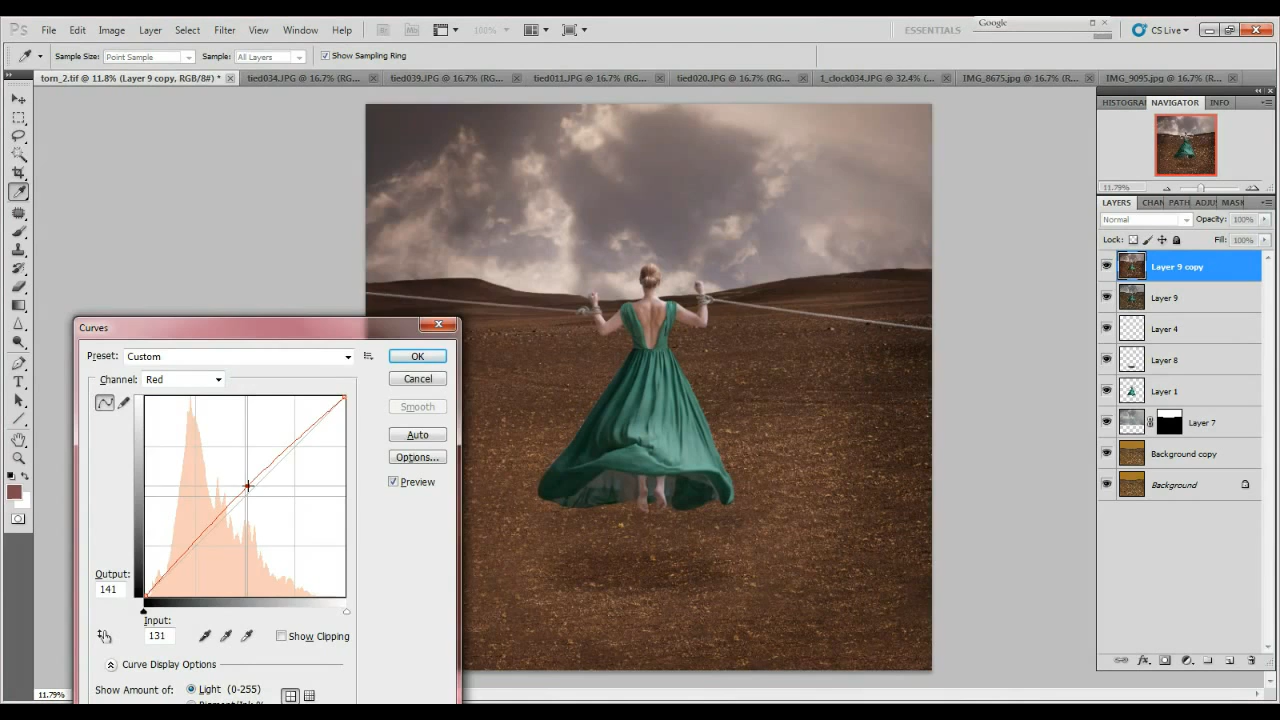 Ps File Edit Image Layer Select Filter View Window Help Br Mb 100% ESSENTIALS Google CS Live
Sample Size: Point Sample Sample: All Layers Show Sampling Ring
torn_2.tif @ 11.8% (Layer 9 copy, RGB/8#) * tied034.JPG @ 16.7% (RG... tied039.JPG @ 16.7% (RG... tied011.JPG @ 16.7% (RG... tied020.JPG @ 16.7% (RG... 1_clock034.JPG @ 32.4% (... IMG_8675.jpg @ 16.7% (R... IMG_9095.jpg @ 16.7% (R...
HISTOGRA NAVIGATOR INFO
11.79%
LAYERS CHAN PATH ADJU MASK
Normal Opacity: 100%
Lock: Fill: 100%
Layer 9 copy
Layer 9
Layer 4
Layer 8
Layer 1
Layer 7
Background copy
Background
Curves
Preset: Custom OK
Channel: Red Cancel
Smooth
Auto
Options...
Preview
Output:
141
Input:
131
Show Clipping
Curve Display Options
Show Amount of: Light (0-255)
11.79%